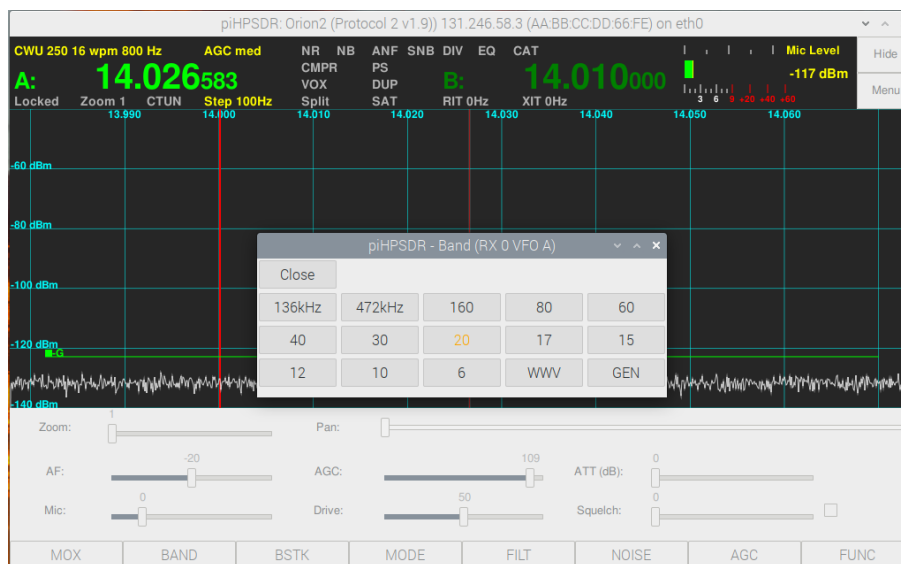 piHPSDR: Orion2 (Protocol 2 v1.9)) 131.246.58.3 (AA:BB:CC:DD:66:FE) on eth0
CWU 250 16 wpm 800 Hz AGC med NR NB ANF SNB DIV EQ CAT Mic Level Hide
CMPR PS
A: 14.026583 VOX DUP B: 14.010000 -117 dBm
Locked Zoom 1 CTUN Step 100Hz Split SAT RIT 0Hz XIT 0Hz 3 6 9 +20 +40 +60 Menu
13.990 14.000 14.010 14.020 14.030 14.040 14.050 14.060
-60 dBm
-80 dBm
piHPSDR - Band (RX 0 VFO A)
Close
-100 dBm
136kHz 472kHz 160 80 60
40 30 20 17 15
-120 dBm
-G
12 10 6 WWV GEN
-140 dBm
1
Zoom: Pan:
-20 109 0
AF: AGC: ATT (dB):
0 50 0
Mic: Drive: Squelch:
MOX BAND BSTK MODE FILT NOISE AGC FUNC